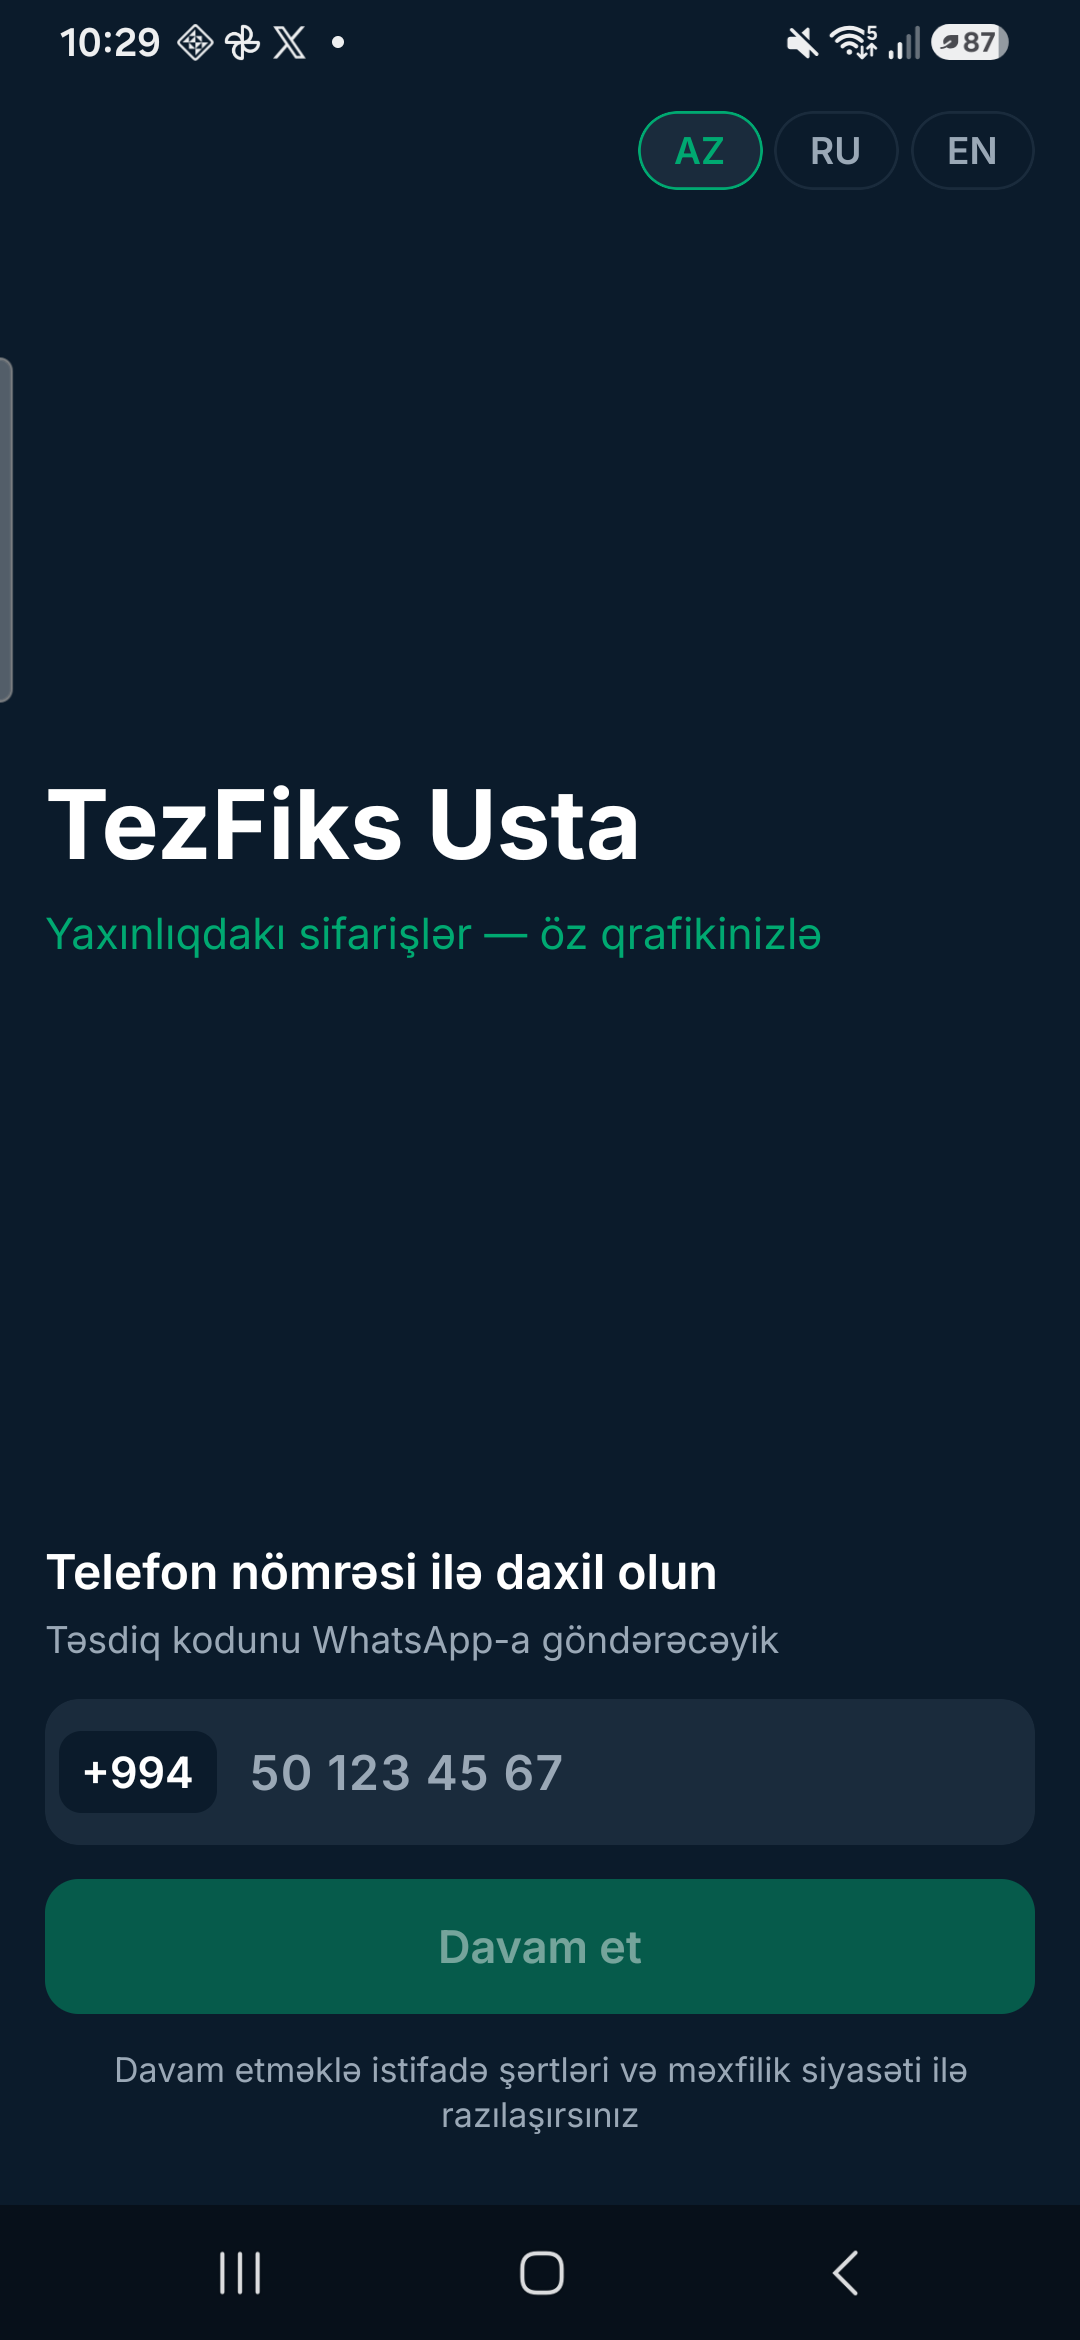 10:29
5
87
AZ
RU
EN
TezFiks Usta
Yaxınlıqdakı sifarişlər — öz qrafikinizlə
Telefon nömrəsi ilə daxil olun
Təsdiq kodunu WhatsApp-a göndərəcəyik
+994
50 123 45 67
Davam et
Davam etməklə istifadə şərtləri və məxfilik siyasəti ilə
razılaşırsınız